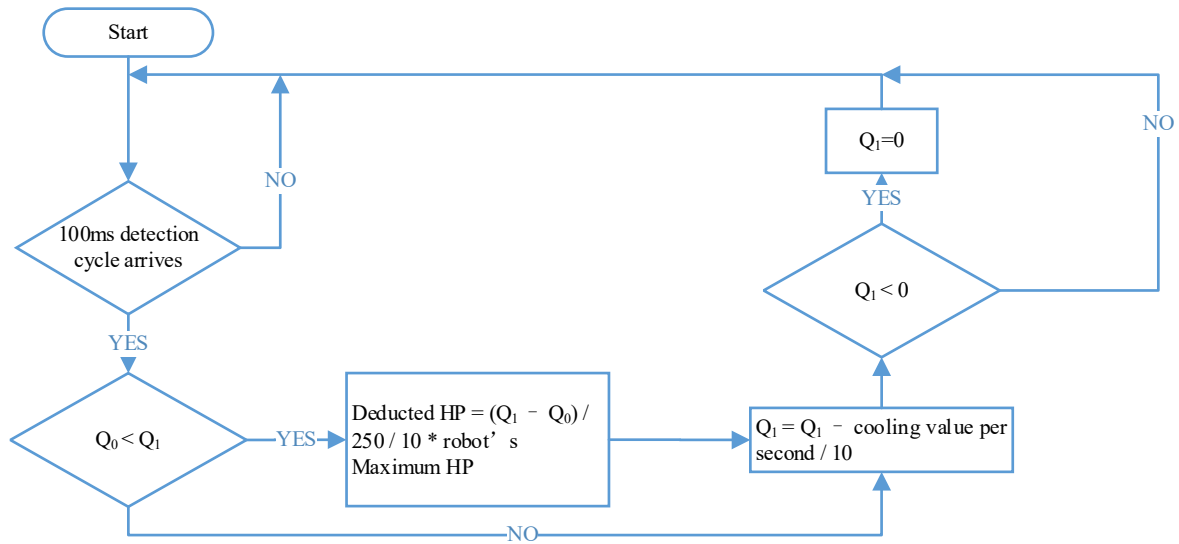 Start
NO
100ms detection
cycle arrives
YES
Q₀ < Q₁
YES
Deducted HP = (Q₁ – Q₀) /
250 / 10 * robot’s
Maximum HP
NO
Q₁ = Q₁ – cooling value per
second / 10
Q₁ < 0
YES
Q₁=0
NO